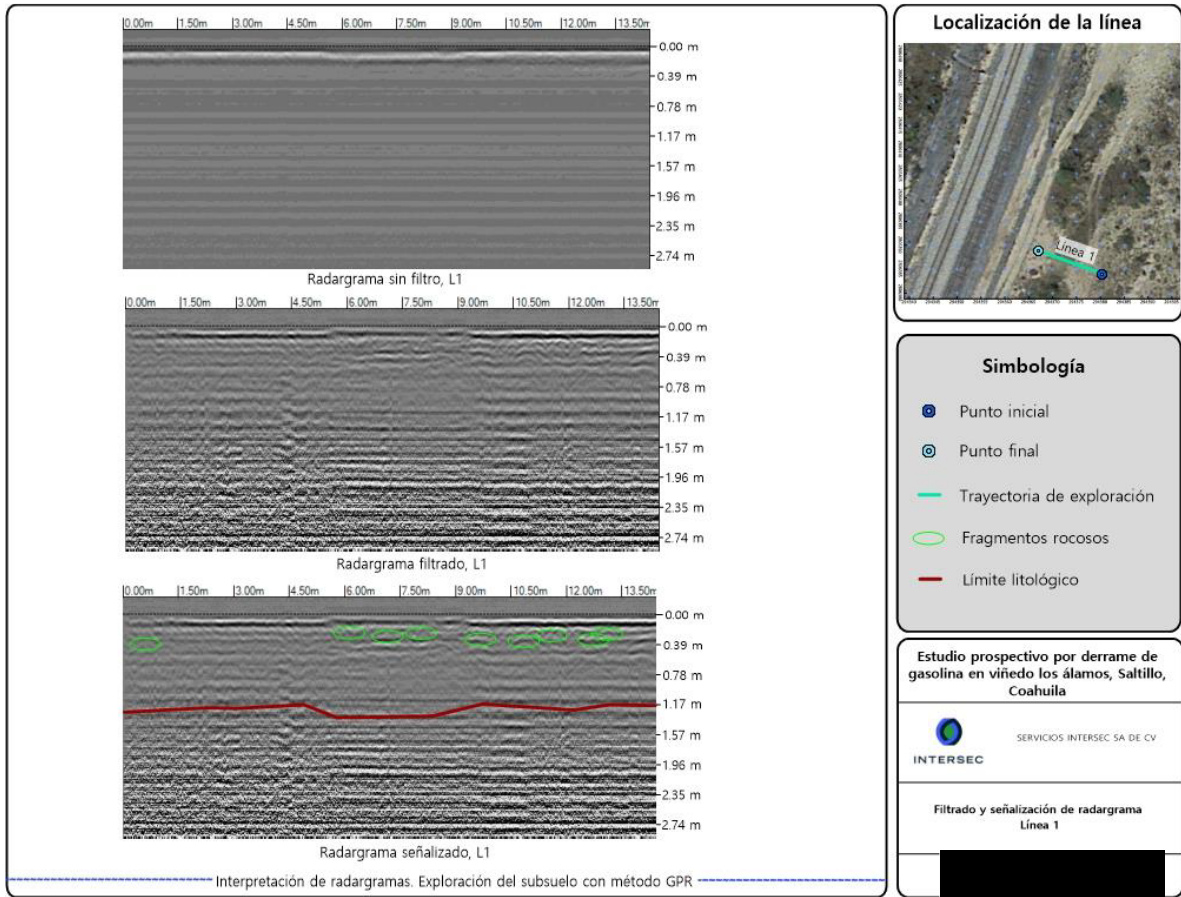 |0.00m |1.50m |3.00m |4.50m |6.00m |7.50m |9.00m |10.50m |12.00m |13.50m
0.00 m
0.39 m
0.78 m
1.17 m
1.57 m
1.96 m
2.35 m
2.74 m
Radargrama sin filtro, L1
|0.00m |1.50m |3.00m |4.50m |6.00m |7.50m |9.00m |10.50m |12.00m |13.50m
0.00 m
0.39 m
0.78 m
1.17 m
1.57 m
1.96 m
2.35 m
2.74 m
Radargrama filtrado, L1
|0.00m |1.50m |3.00m |4.50m |6.00m |7.50m |9.00m |10.50m |12.00m |13.50m
0.00 m
0.39 m
0.78 m
1.17 m
1.57 m
1.96 m
2.35 m
2.74 m
Radargrama señalizado, L1
Interpretación de radargramas. Exploración del subsuelo con método GPR
Localización de la línea
Línea 1
Simbología
Punto inicial
Punto final
Trayectoria de exploración
Fragmentos rocosos
Límite litológico
Estudio prospectivo por derrame de
gasolina en viñedo los álamos, Saltillo,
Coahuila
INTERSEC
SERVICIOS INTERSEC SA DE CV
Filtrado y señalización de radargrama
Línea 1